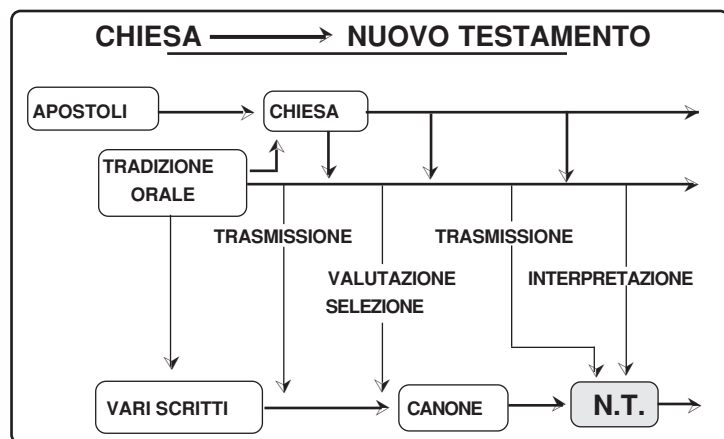 CHIESA NUOVO TESTAMENTO
APOSTOLI
CHIESA
TRADIZIONE
ORALE
TRASMISSIONE
TRASMISSIONE
VALUTAZIONE
SELEZIONE
INTERPRETAZIONE
VARI SCRITTI
CANONE
N.T.